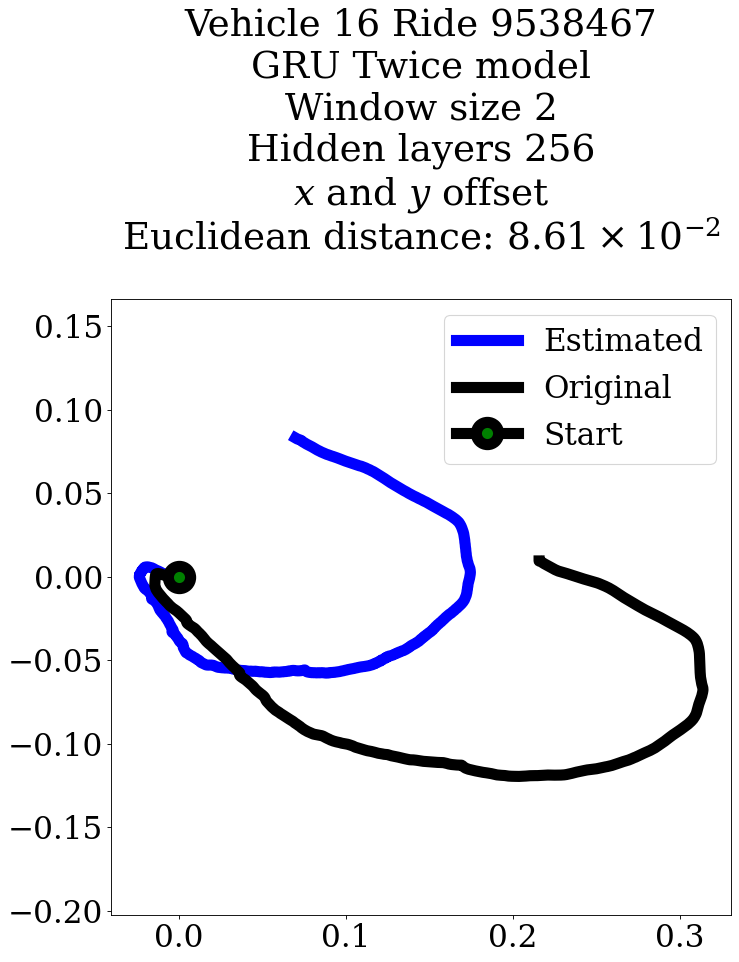 Vehicle 16 Ride 9538467
GRU Twice model
Window size 2
Hidden layers 256
x and y offset
Euclidean distance: 8.61 × 10⁻²
Estimated
Original
Start
0.15
0.10
0.05
0.00
−0.05
−0.10
−0.15
−0.20
0.0 0.1 0.2 0.3